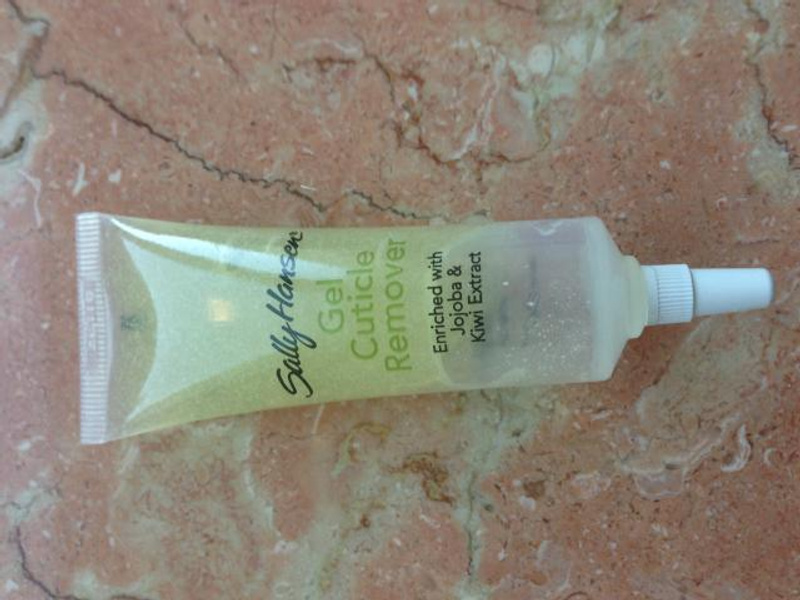 Sally Hansen
Gel
Cuticle
Remover
Enriched with
Jojoba &
Kiwi Extract